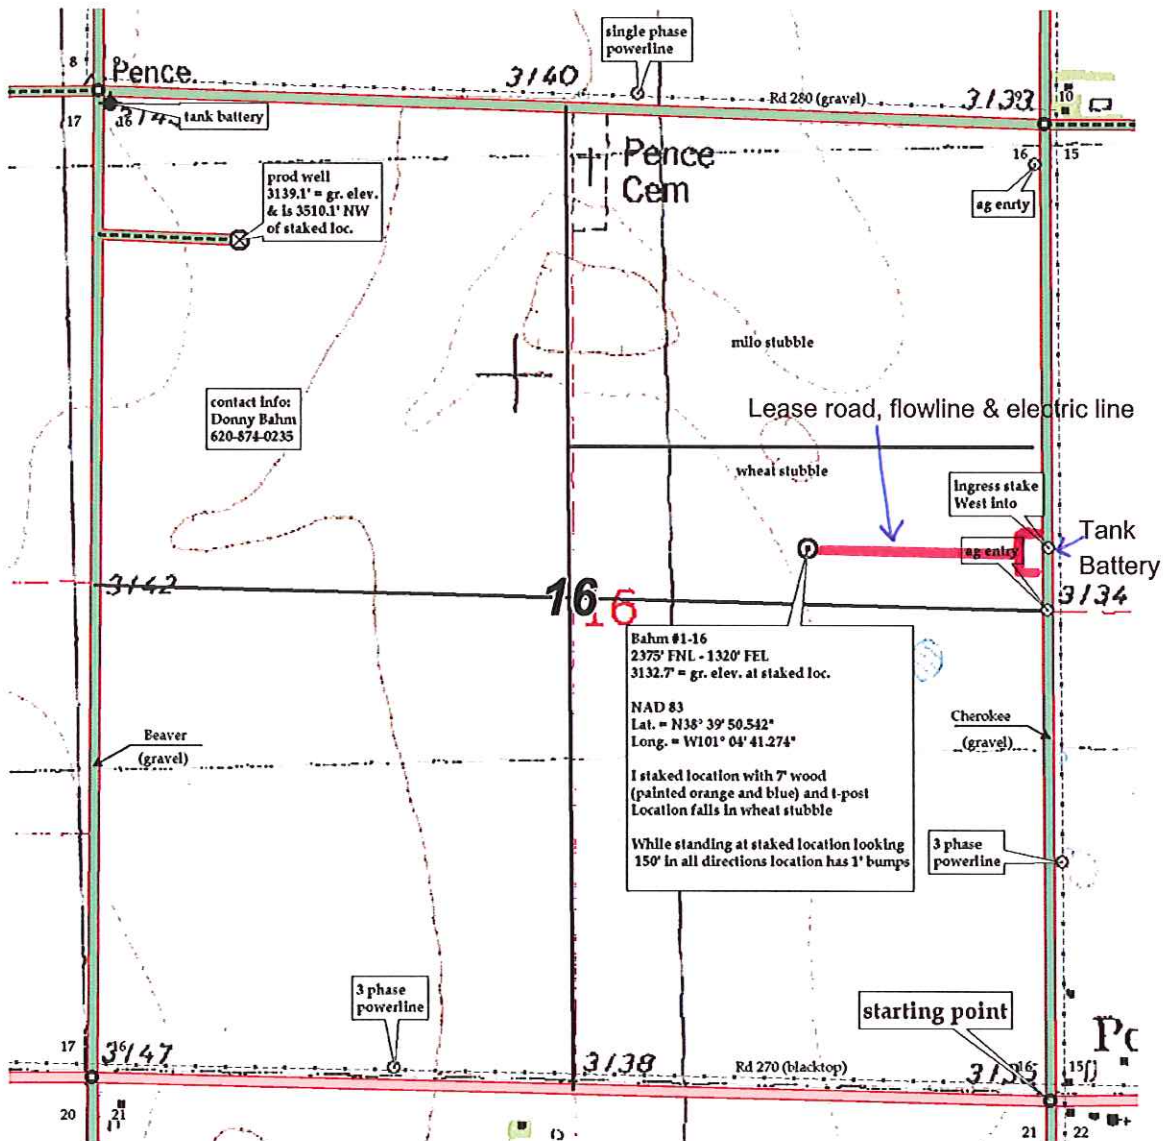 single phase
powerline
8
Pence
3140
Rd 280 (gravel)
3139
10
17
16
tank battery
Pence
Cem
16
15
ag enrty
prod well
3139.1' = gr. elev.
& is 3510.1' NW
of staked loc.
milo stubble
contact info:
Donny Bahm
620-874-0235
Lease road, flowline & electric line
wheat stubble
Ingress stake
West into
ag enrty
Tank
Battery
3142
16
16
3134
Bahm #1-16
2375' FNL - 1320' FEL
3132.7' = gr. elev. at staked loc.
NAD 83
Lat. = N38° 39' 50.542"
Long. = W101° 04' 41.274"
I staked location with 7' wood
(painted orange and blue) and t-post
Location falls in wheat stubble
While standing at staked location looking
150' in all directions location has 1' bumps
Beaver
(gravel)
Cherokee
(gravel)
3 phase
powerline
3 phase
powerline
starting point
17
16
3147
3138
Rd 270 (blacktop)
16
15
20
21
21
22